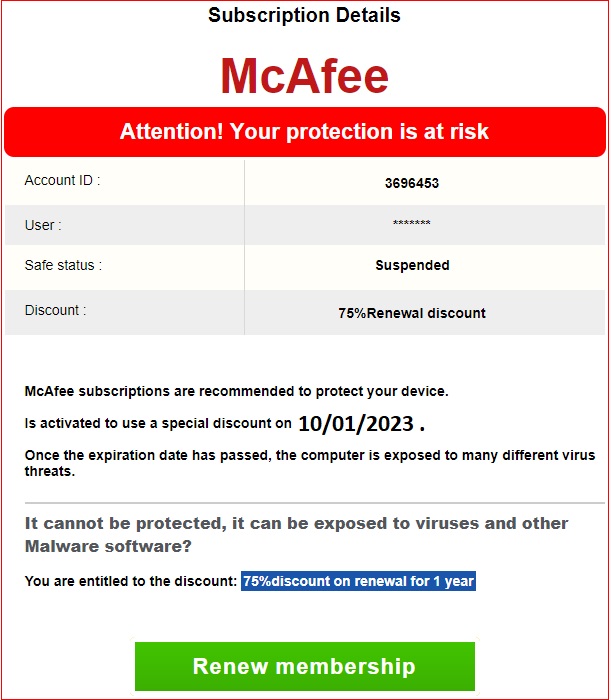 Subscription Details
McAfee
Attention! Your protection is at risk
Account ID : 3696453
User : *******
Safe status : Suspended
Discount : 75%Renewal discount
McAfee subscriptions are recommended to protect your device.
Is activated to use a special discount on 10/01/2023 .
Once the expiration date has passed, the computer is exposed to many different virus
threats.
It cannot be protected, it can be exposed to viruses and other
Malware software?
You are entitled to the discount: 75%discount on renewal for 1 year
Renew membership